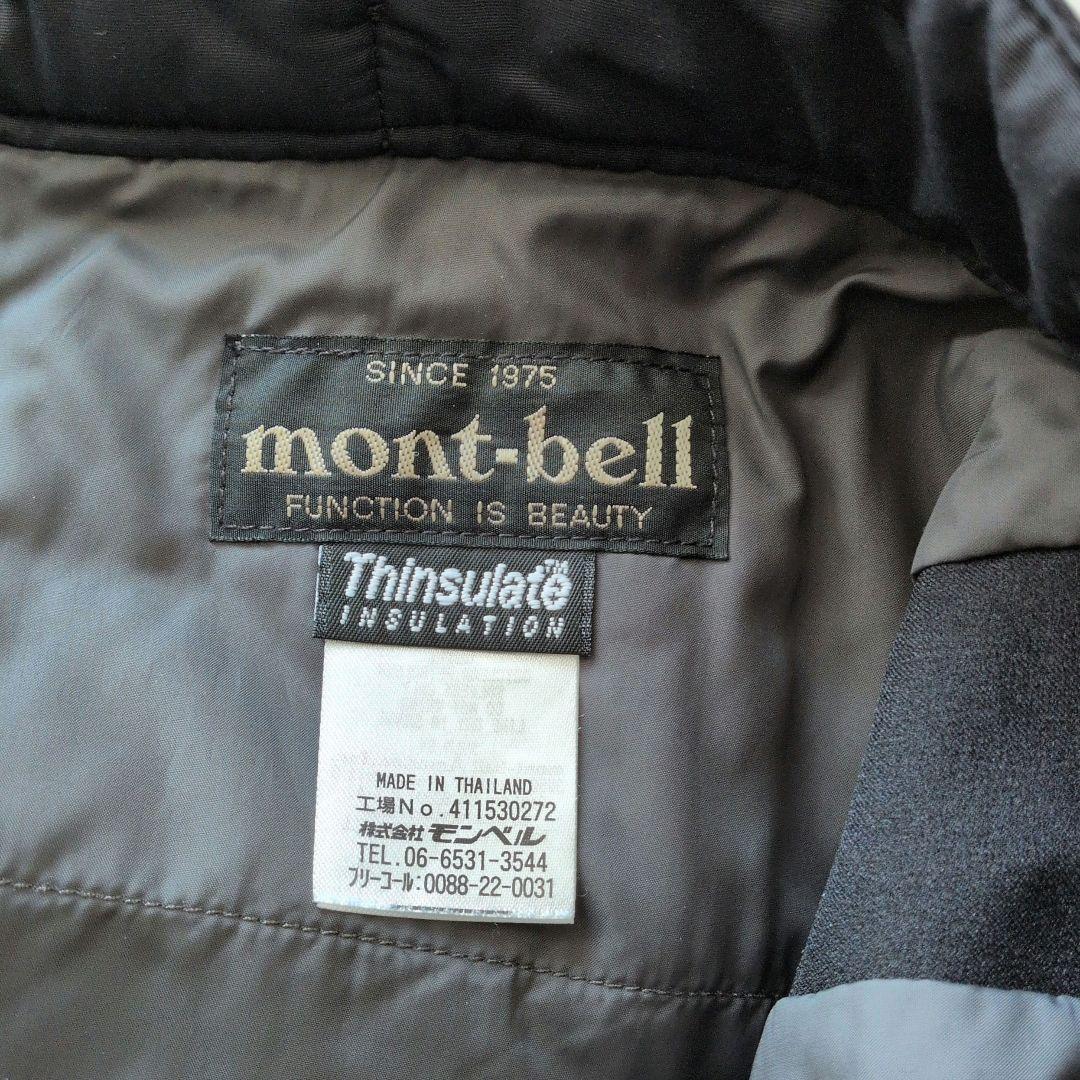 SINCE 1975
mont-bell
FUNCTION IS BEAUTY
Thinsulate™
INSULATION
MADE IN THAILAND
工場No.411530272
株式会社モンベル
TEL.06-6531-3544
フリーコール:0088-22-0031